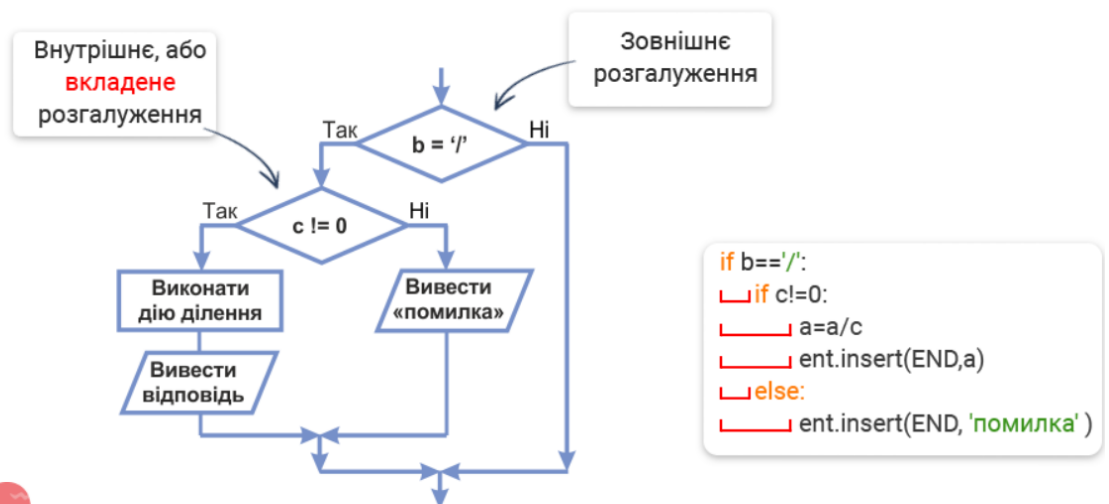 Внутрішнє, або
вкладене
розгалуження
Зовнішнє
розгалуження
Так
b = ‘/’
Ні
Так
c != 0
Ні
Виконати
дію ділення
Вивести
«помилка»
Вивести
відповідь
if b=='/':
if c!=0:
a=a/c
ent.insert(END,a)
else:
ent.insert(END, 'помилка' )